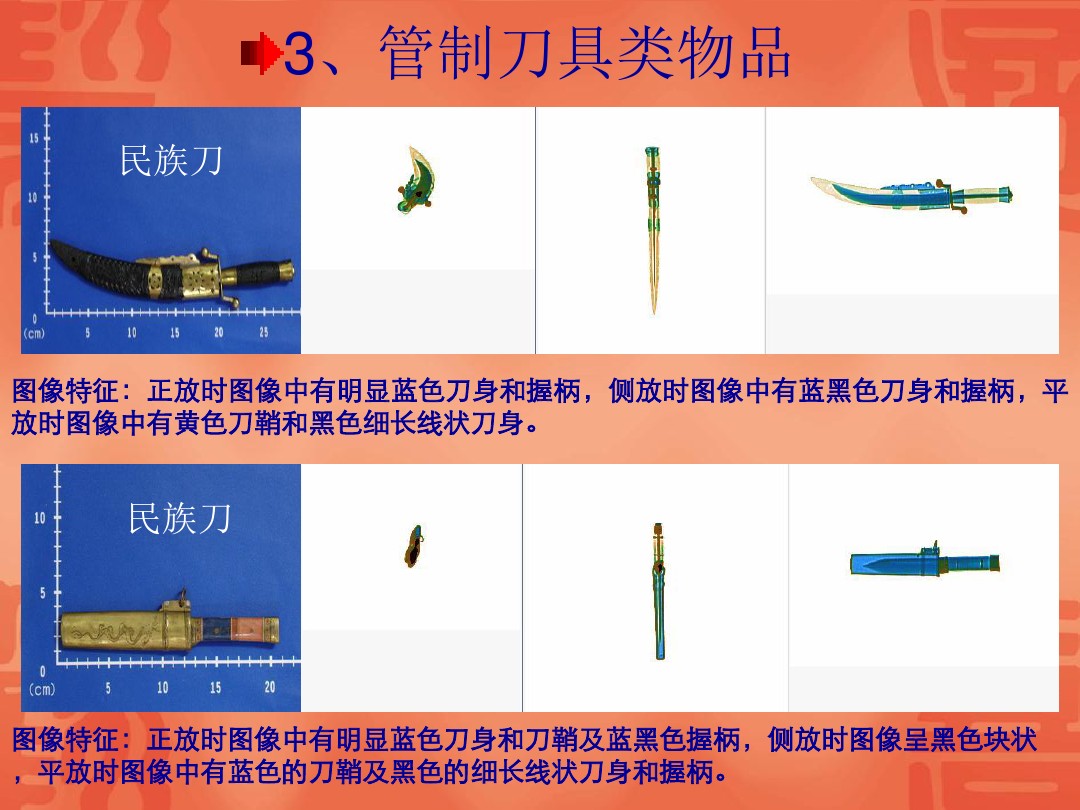 3、管制刀具类物品
民族刀
15
10
5
0
(cm)
5 10 15 20 25
图像特征：正放时图像中有明显蓝色刀身和握柄，侧放时图像中有蓝黑色刀身和握柄，平
放时图像中有黄色刀鞘和黑色细长线状刀身。
民族刀
10
5
0
(cm)
5 10 15 20
图像特征：正放时图像中有明显蓝色刀身和刀鞘及蓝黑色握柄，侧放时图像呈黑色块状
，平放时图像中有蓝色的刀鞘及黑色的细长线状刀身和握柄。